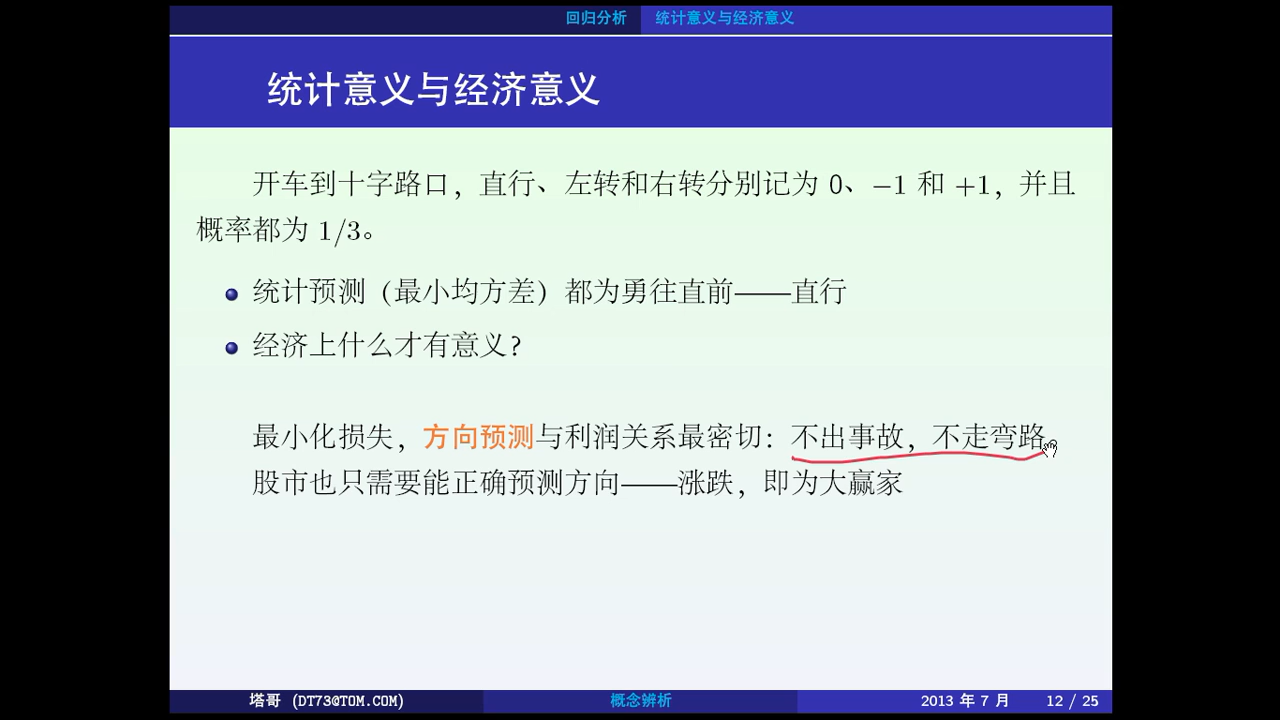 回归分析 统计意义与经济意义
统计意义与经济意义
开车到十字路口，直行、左转和右转分别记为 0、−1 和 +1，并且
概率都为 1/3。
统计预测（最小均方差）都为勇往直前——直行
经济上什么才有意义？
最小化损失，方向预测与利润关系最密切：不出事故，不走弯路
股市也只需要能正确预测方向——涨跌，即为大赢家
塔哥 (DT73@TOM.COM) 概念辨析 2013 年 7 月 12 / 25